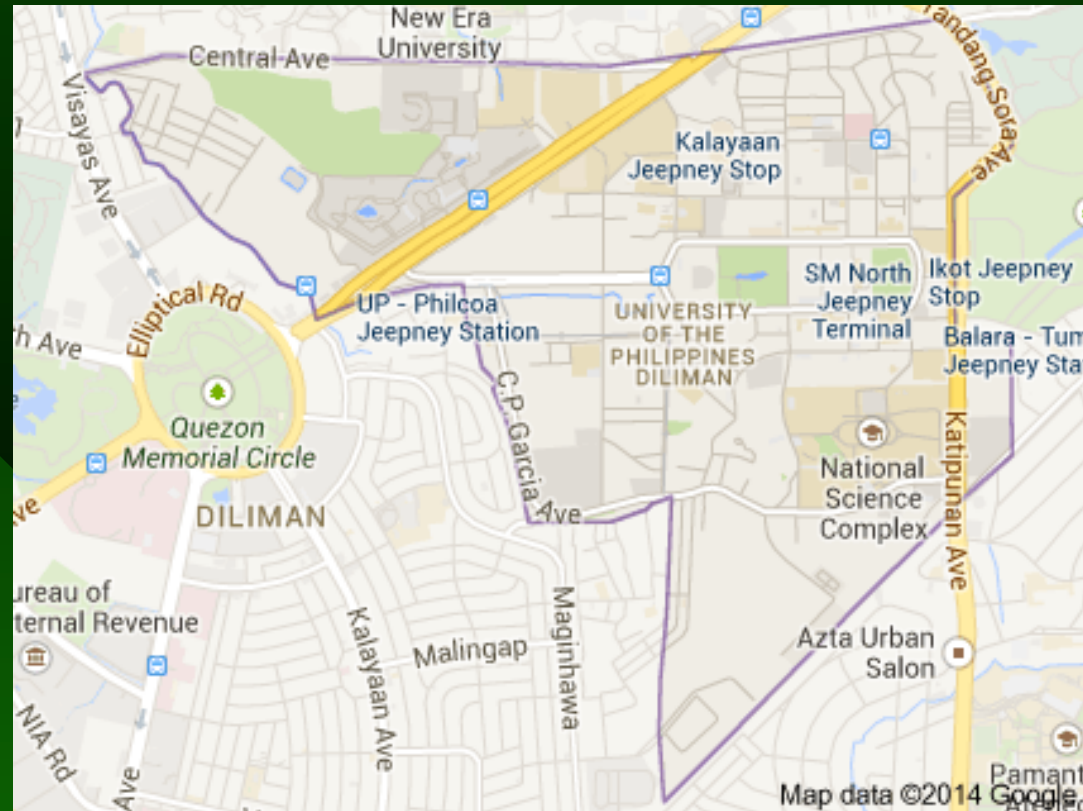 New Era
University
Central Ave
Visayas Ave
Tandang Sora Ave
Kalayaan
Jeepney Stop
SM North
Jeepney
Terminal
Ikot Jeepney
Stop
UP - Philcoa
Jeepney Station
UNIVERSITY
OF THE
PHILIPPINES
DILIMAN
Balara - Tum
Jeepney Sta
Elliptical Rd
th Ave
Quezon
Memorial Circle
C.P. Garcia Ave
Katipunan Ave
National
Science
Complex
ve
DILIMAN
ureau of
ternal Revenue
Kalayaan Ave
Malingap
Maginhawa
Azta Urban
Salon
NIA Rd
Ave
Pamant
Map data ©2014 Google